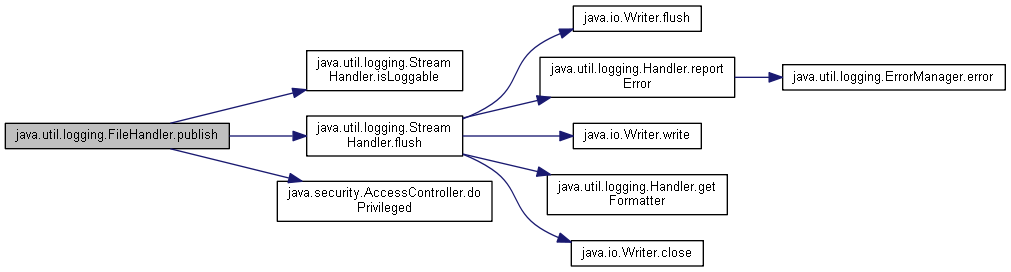 java.util.logging.FileHandler.publish
java.util.logging.Stream
Handler.isLoggable
java.util.logging.Stream
Handler.flush
java.security.AccessController.do
Privileged
java.io.Writer.flush
java.util.logging.Handler.report
Error
java.io.Writer.write
java.util.logging.Handler.get
Formatter
java.io.Writer.close
java.util.logging.ErrorManager.error